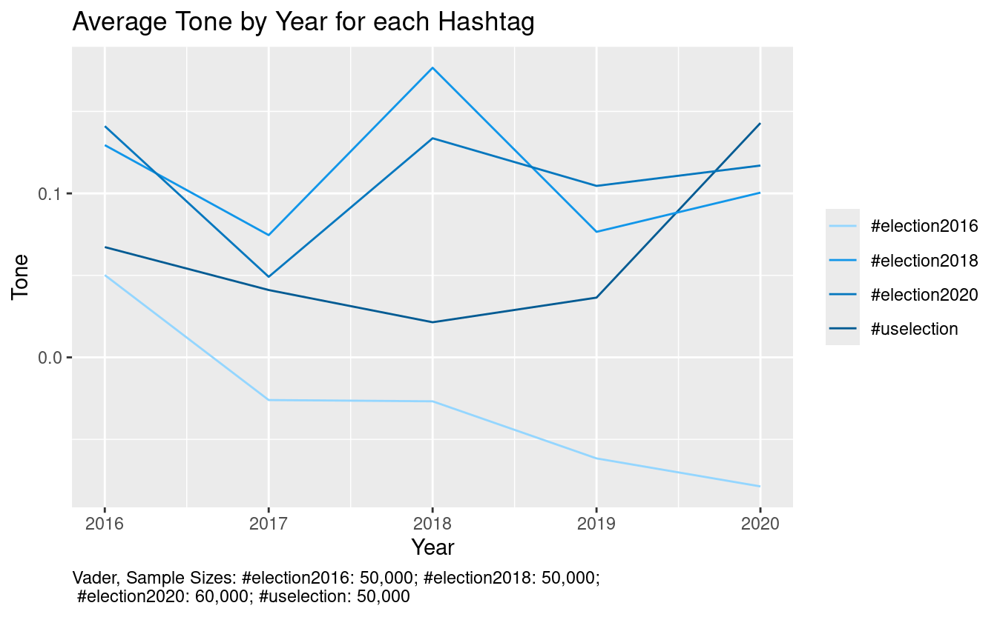 Average Tone by Year for each Hashtag
Tone
0.1
0.0
2016 2017 2018 2019 2020
Year
#election2016
#election2018
#election2020
#uselection
Vader, Sample Sizes: #election2016: 50,000; #election2018: 50,000;
#election2020: 60,000; #uselection: 50,000